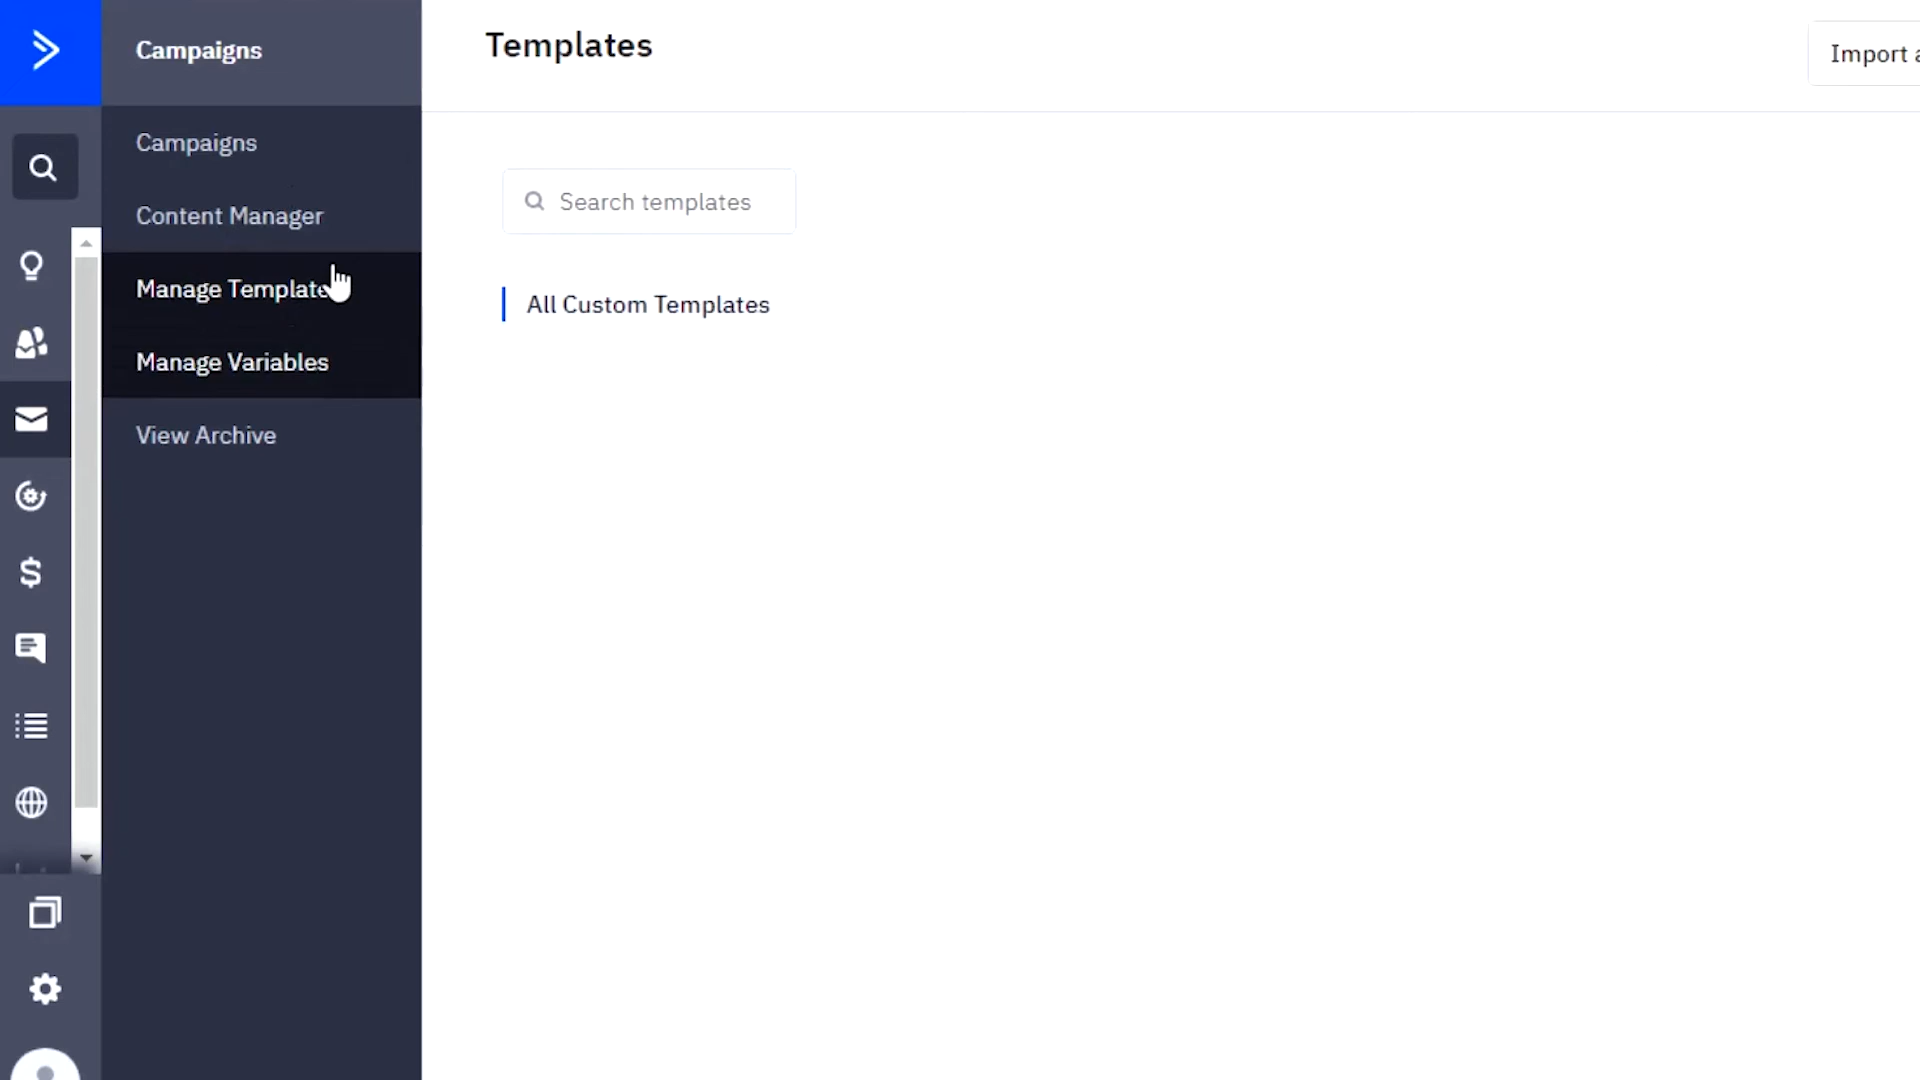 Campaigns
Campaigns
Content Manager
Manage Template
Manage Variables
View Archive
Templates
Import
Search templates
All Custom Templates